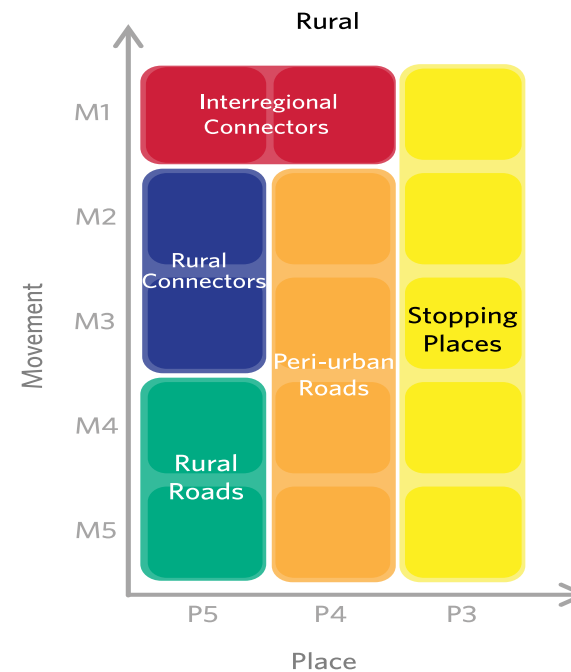 Rural
M1
Interregional
Connectors
M2
Rural
Connectors
M3
Stopping
Places
Peri-urban
Roads
M4
Rural
Roads
M5
Movement
P5
P4
P3
Place